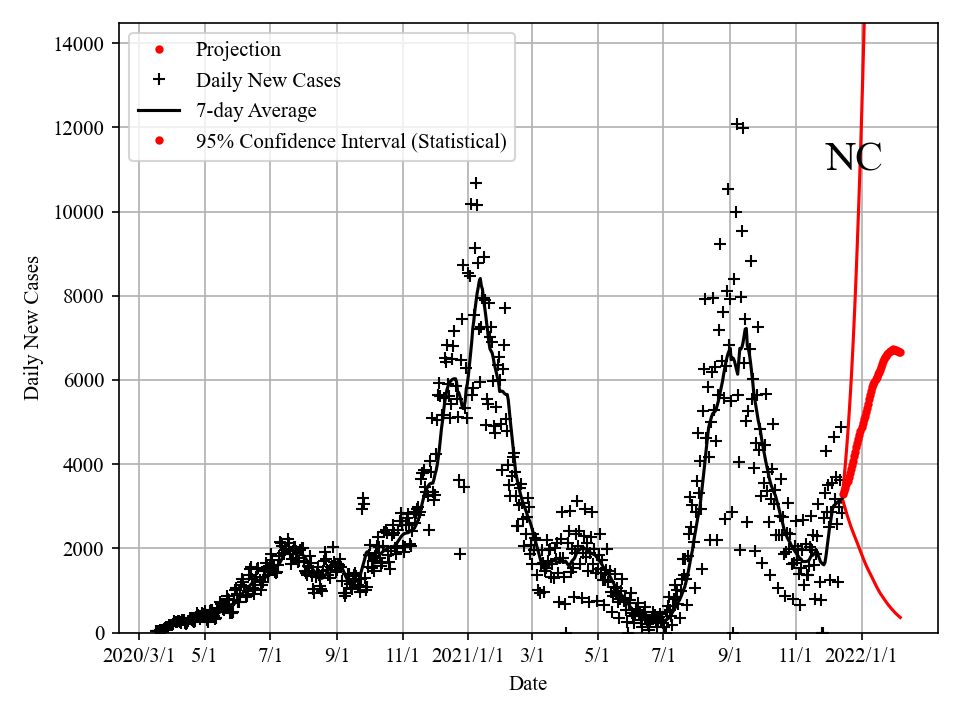 14000
12000
10000
8000
6000
4000
2000
0
Daily New Cases
Projection
Daily New Cases
7-day Average
95% Confidence Interval (Statistical)
NC
2020/3/1 5/1 7/1 9/1 11/1 2021/1/1 3/1 5/1 7/1 9/1 11/1 2022/1/1
Date